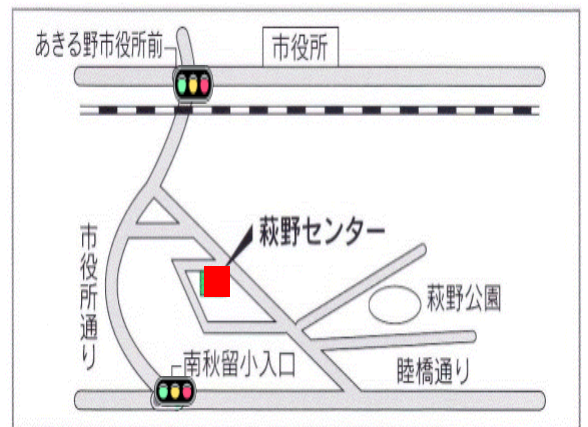 あきる野市役所前
市役所
萩野センター
市役所通り
萩野公園
南秋留小入口
睦橋通り